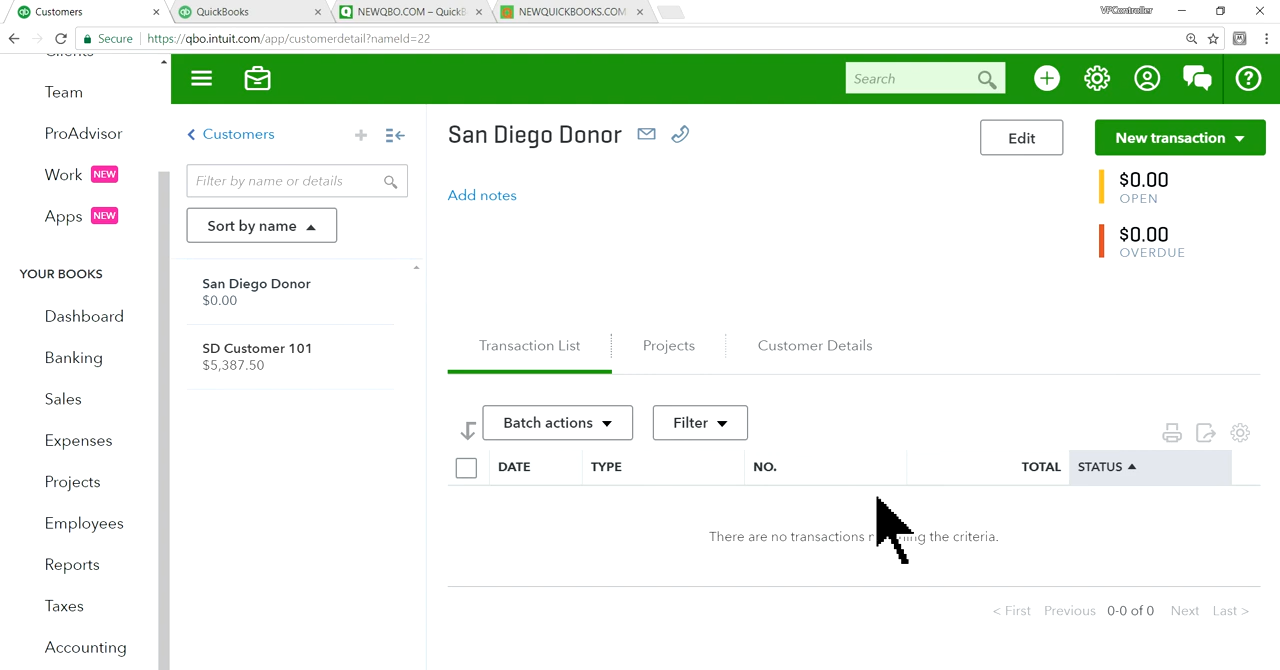 Customers
QuickBooks
NEWQBO.COM – QuickB
NEWQUICKBOOKS.COM
VPController
Secure
https://qbo.intuit.com/app/customerdetail?nameId=22
Clients
Team
ProAdvisor
Work NEW
Apps NEW
YOUR BOOKS
Dashboard
Banking
Sales
Expenses
Projects
Employees
Reports
Taxes
Accounting
Search
Customers
Filter by name or details
Sort by name
San Diego Donor
$0.00
SD Customer 101
$5,387.50
San Diego Donor
Edit
New transaction
Add notes
$0.00
OPEN
$0.00
OVERDUE
Transaction List
Projects
Customer Details
Batch actions
Filter
DATE
TYPE
NO.
TOTAL
STATUS
There are no transactions the criteria.
< First Previous 0-0 of 0 Next Last >